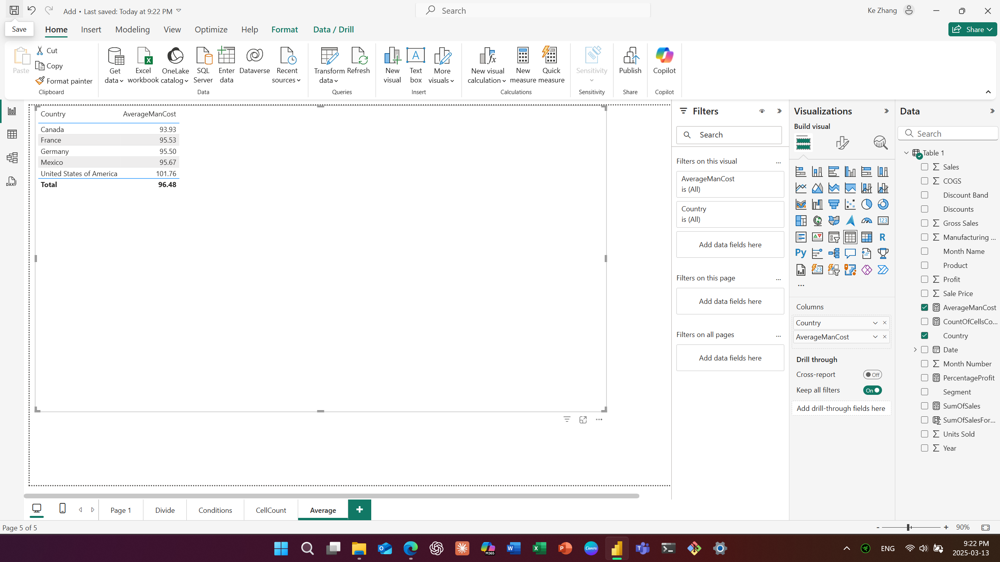 Add • Last saved: Today at 9:22 PM
Search
Ke Zhang
Save
Home
Insert
Modeling
View
Optimize
Help
Format
Data / Drill
Share
Paste
Cut
Copy
Format painter
Clipboard
Get data
Excel workbook
OneLake catalog
SQL Server
Enter data
Dataverse
Recent sources
Data
Transform data
Refresh
Queries
New visual
Text box
More visuals
Insert
New visual calculation
New measure
Quick measure
Calculations
Sensitivity
Sensitivity
Publish
Share
Copilot
Copilot
DAX
Country AverageManCost
Canada 93.93
France 95.53
Germany 95.50
Mexico 95.67
United States of America 101.76
Total 96.48
Filters
Search
Filters on this visual ...
AverageManCost
is (All)
Country
is (All)
Add data fields here
Filters on this page ...
Add data fields here
Filters on all pages ...
Add data fields here
Visualizations
Build visual
123
R
Py
123
...
Columns
Country
AverageManCost
Drill through
Cross-report Off
Keep all filters On
Add drill-through fields here
Data
Search
Table 1
Sales
COGS
Discount Band
Discounts
Gross Sales
Manufacturing ...
Month Name
Product
Profit
Sale Price
AverageManCost
CountOfCellsCo...
Country
Date
Month Number
PercentageProfit
Segment
SumOfSales
SumOfSalesFor...
Units Sold
Year
Page 1
Divide
Conditions
CellCount
Average
+
Page 5 of 5
- + 90%
M365
Canva
ENG
9:22 PM
2025-03-13